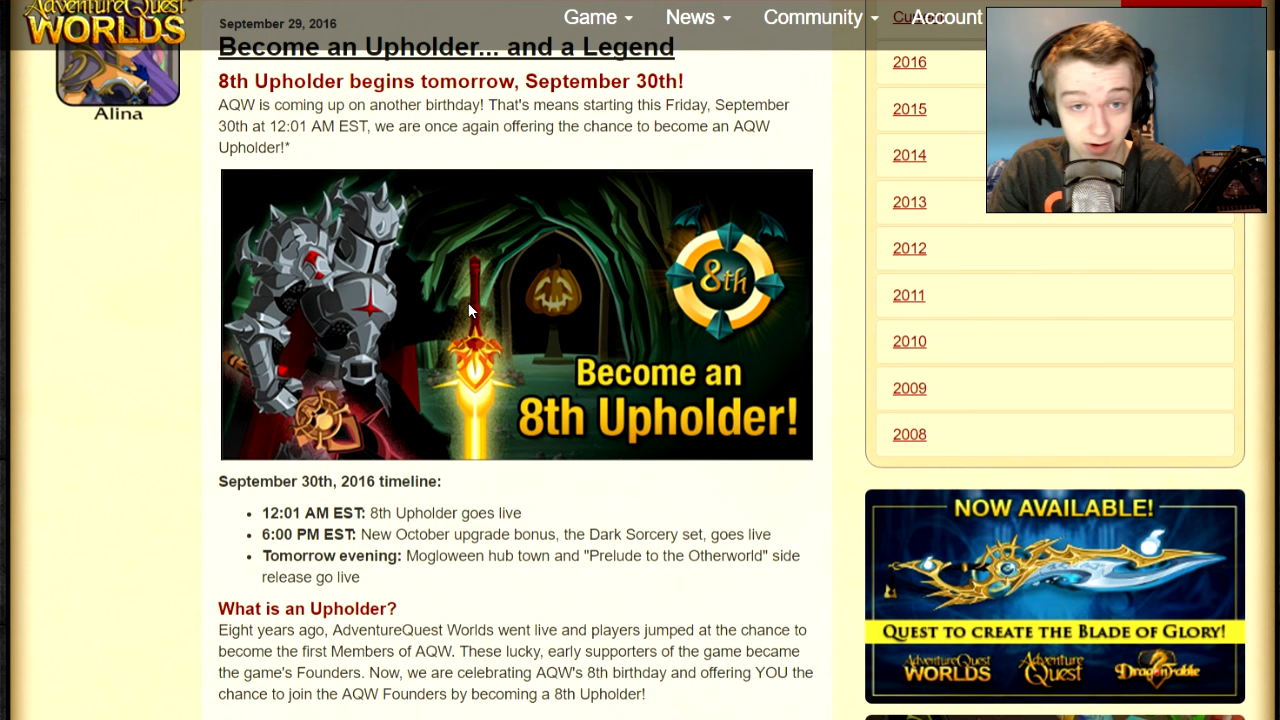 AdventureQuest
WORLDS
Game
News
Community
Account
Alina
September 29, 2016
Become an Upholder... and a Legend
8th Upholder begins tomorrow, September 30th!
AQW is coming up on another birthday! That's means starting this Friday, September
30th at 12:01 AM EST, we are once again offering the chance to become an AQW
Upholder!*
8th
Become an
8th Upholder!
September 30th, 2016 timeline:
12:01 AM EST: 8th Upholder goes live
6:00 PM EST: New October upgrade bonus, the Dark Sorcery set, goes live
Tomorrow evening: Mogloween hub town and "Prelude to the Otherworld" side
release go live
What is an Upholder?
Eight years ago, AdventureQuest Worlds went live and players jumped at the chance to
become the first Members of AQW. These lucky, early supporters of the game became
the game's Founders. Now, we are celebrating AQW's 8th birthday and offering YOU the
chance to join the AQW Founders by becoming a 8th Upholder!
2016
2015
2014
2013
2012
2011
2010
2009
2008
NOW AVAILABLE!
QUEST TO CREATE THE BLADE OF GLORY!
AdventureQuest
WORLDS
AdventureQuest
DragonFable